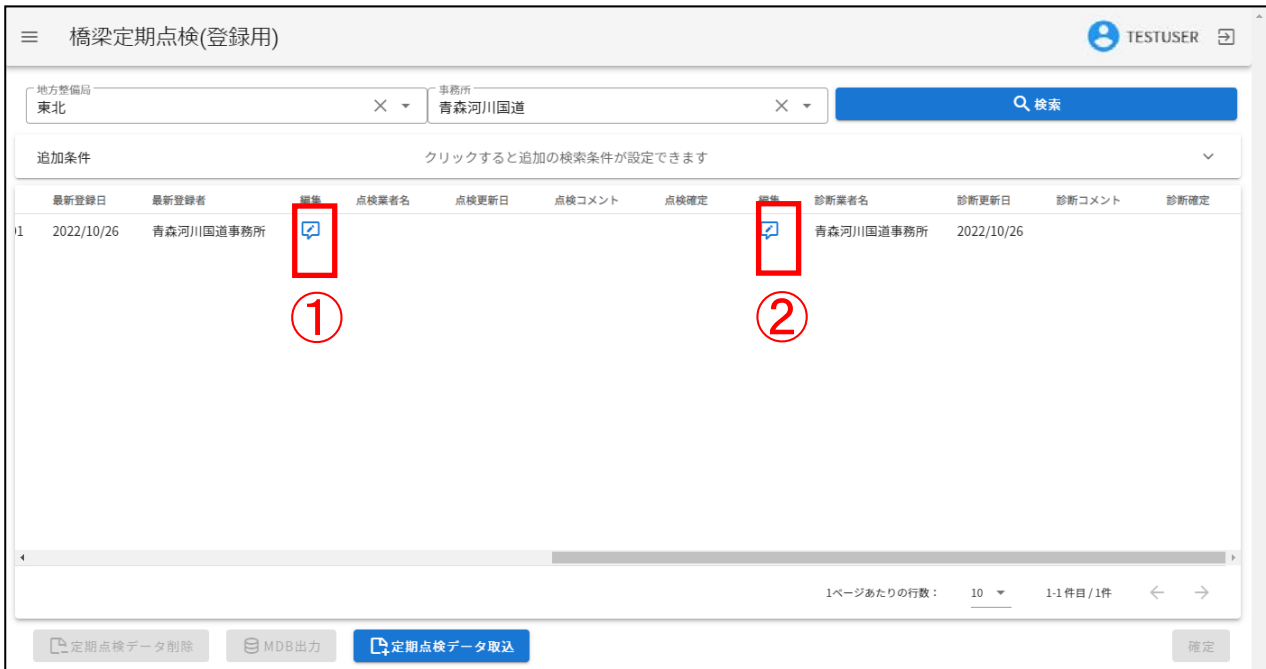 橋梁定期点検(登録用)
TESTUSER
地方整備局
東北
事務所
青森河川国道
検索
追加条件 クリックすると追加の検索条件が設定できます
最新登録日 最新登録者 編集 点検業者名 点検更新日 点検コメント 点検確定 編集 診断業者名 診断更新日 診断コメント 診断確定
2022/10/26 青森河川国道事務所 青森河川国道事務所 2022/10/26
① ②
1ページあたりの行数: 10 1-1 件目 / 1件
定期点検データ削除 MDB出力 定期点検データ取込 確定